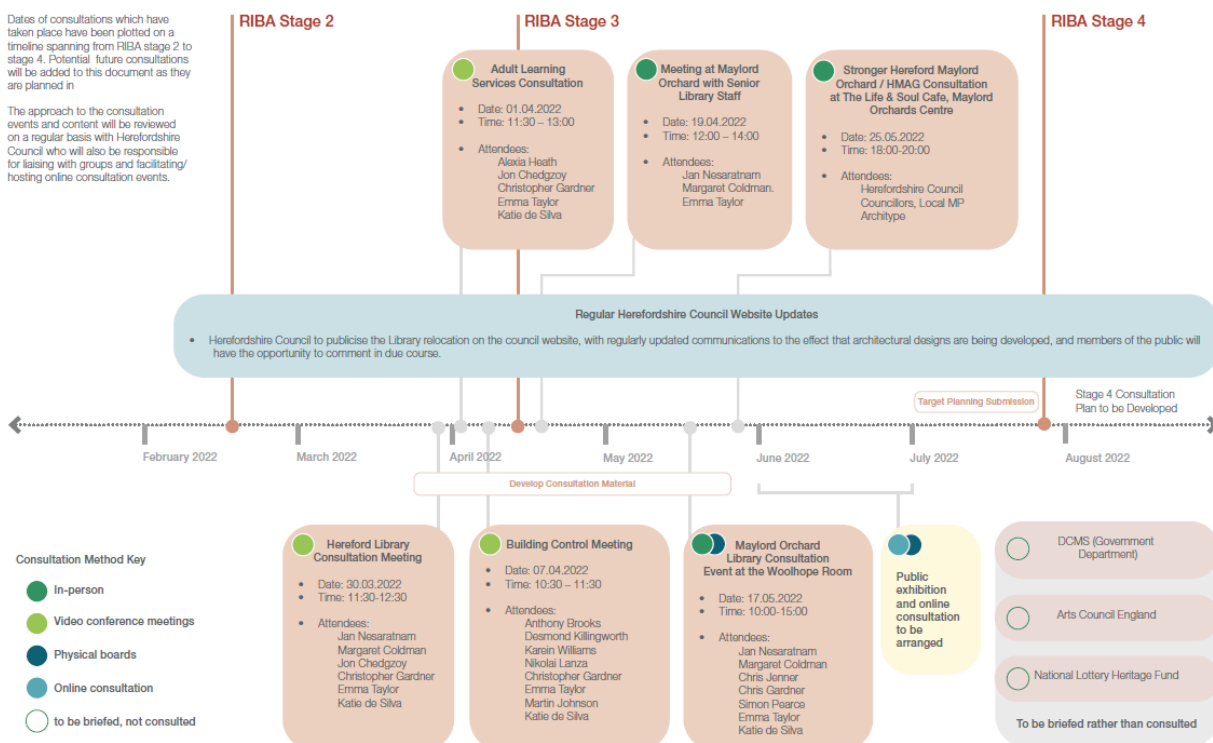 Dates of consultations which have
taken place have been plotted on a
timeline spanning from RIBA stage 2 to
stage 4. Potential future consultations
will be added to this document as they
are planned in
The approach to the consultation
events and content will be reviewed
on a regular basis with Herefordshire
Council who will also be responsible
for liaising with groups and facilitating/
hosting online consultation events.
RIBA Stage 2
RIBA Stage 3
RIBA Stage 4
Adult Learning
Services Consultation
• Date: 01.04.2022
• Time: 11:30 – 13:00
• Attendees:
Alexia Heath
Jon Chedgzoy
Christopher Gardner
Emma Taylor
Katie de Silva
Meeting at Maylord
Orchard with Senior
Library Staff
• Date: 19.04.2022
• Time: 12:00 – 14:00
• Attendees:
Jan Nesaratnam
Margaret Coldman.
Emma Taylor
Stronger Hereford Maylord
Orchard / HMAG Consultation
at The Life & Soul Cafe, Maylord
Orchards Centre
• Date: 25.05.2022
• Time: 18:00-20:00
• Attendees:
Herefordshire Council
Councillors, Local MP
Architype
Regular Herefordshire Council Website Updates
• Herefordshire Council to publicise the Library relocation on the council website, with regularly updated communications to the effect that architectural designs are being developed, and members of the public will
have the opportunity to comment in due course.
Target Planning Submission
Stage 4 Consultation
Plan to be Developed
February 2022
March 2022
April 2022
May 2022
June 2022
July 2022
August 2022
Develop Consultation Material
Hereford Library
Consultation Meeting
• Date: 30.03.2022
• Time: 11:30-12:30
• Attendees:
Jan Nesaratnam
Margaret Coldman
Jon Chedgzoy
Christopher Gardner
Emma Taylor
Katie de Silva
Building Control Meeting
• Date: 07.04.2022
• Time: 10:30 – 11:30
• Attendees:
Anthony Brooks
Desmond Killingworth
Karein Williams
Nikolai Lanza
Christopher Gardner
Emma Taylor
Martin Johnson
Katie de Silva
Maylord Orchard
Library Consultation
Event at the Woolhope Room
• Date: 17.05.2022
• Time: 10:00-15:00
• Attendees:
Jan Nesaratnam
Margaret Coldman
Chris Jenner
Chris Gardner
Simon Pearce
Emma Taylor
Katie de Silva
Public
exhibition
and online
consultation
to be
arranged
DCMS (Government
Department)
Arts Council England
National Lottery Heritage Fund
To be briefed rather than consulted
Consultation Method Key
In-person
Video conference meetings
Physical boards
Online consultation
to be briefed, not consulted